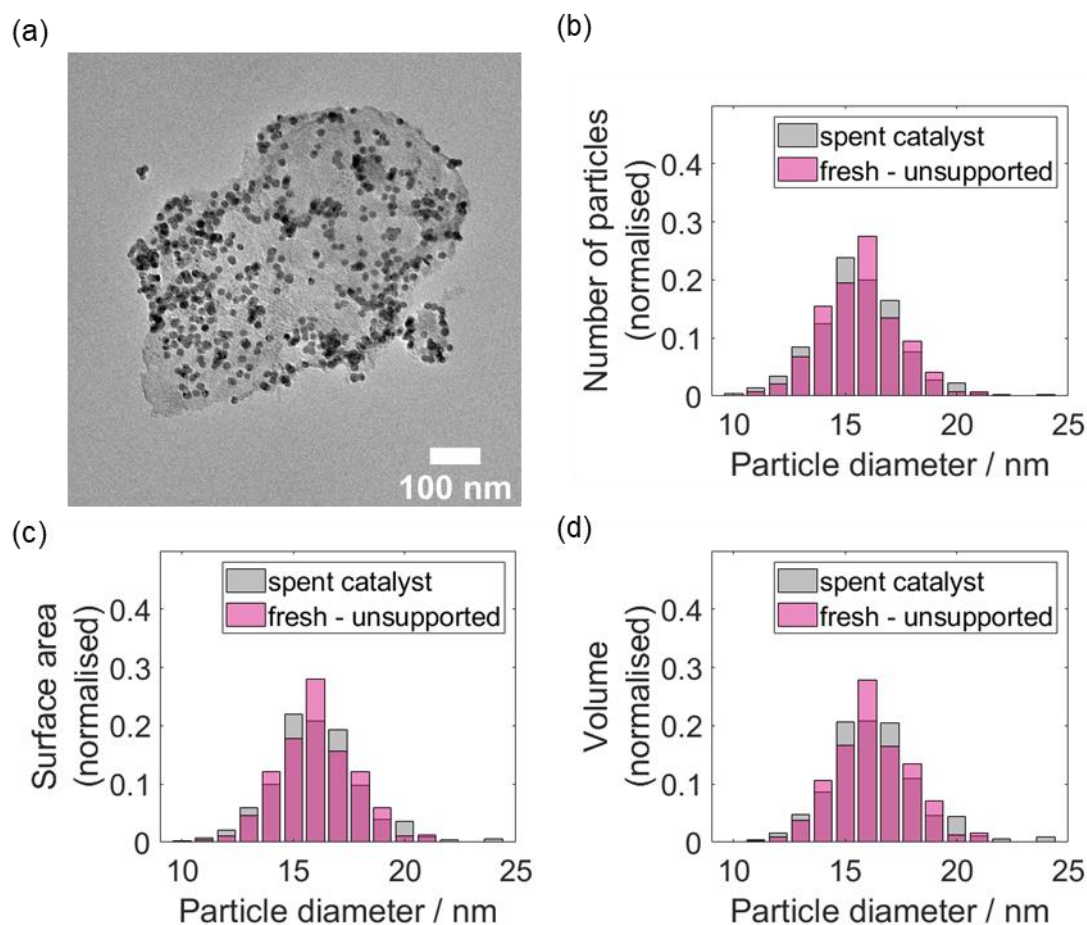 (a)
100 nm
(b)
Number of particles
(normalised)
0.4
0.3
0.2
0.1
0
spent catalyst
fresh - unsupported
10
15
20
25
Particle diameter / nm
(c)
Surface area
(normalised)
0.4
0.3
0.2
0.1
0
spent catalyst
fresh - unsupported
10
15
20
25
Particle diameter / nm
(d)
Volume
(normalised)
0.4
0.3
0.2
0.1
0
spent catalyst
fresh - unsupported
10
15
20
25
Particle diameter / nm